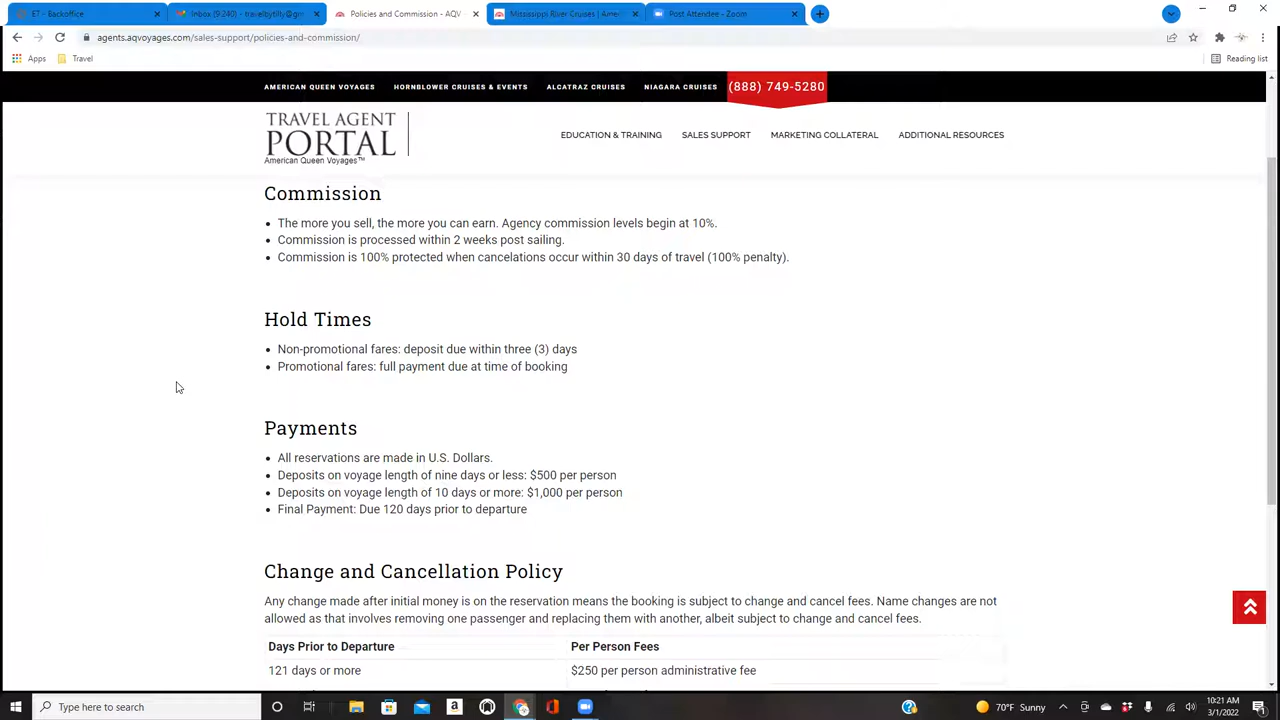 E7 - Backoffice
Inbox (9,240) - travelbytilly@gm
Policies and Commission - AQV
Mississippi River Cruises | Amer
Post Attendee - Zoom
agents.aqvoyages.com/sales-support/policies-and-commission/
Apps
Travel
Reading list
AMERICAN QUEEN VOYAGES
HORNBLOWER CRUISES & EVENTS
ALCATRAZ CRUISES
NIAGARA CRUISES
(888) 749-5280
TRAVEL AGENT
PORTAL
American Queen Voyages™
EDUCATION & TRAINING
SALES SUPPORT
MARKETING COLLATERAL
ADDITIONAL RESOURCES
Commission
• The more you sell, the more you can earn. Agency commission levels begin at 10%.
• Commission is processed within 2 weeks post sailing.
• Commission is 100% protected when cancelations occur within 30 days of travel (100% penalty).
Hold Times
• Non-promotional fares: deposit due within three (3) days
• Promotional fares: full payment due at time of booking
Payments
• All reservations are made in U.S. Dollars.
• Deposits on voyage length of nine days or less: $500 per person
• Deposits on voyage length of 10 days or more: $1,000 per person
• Final Payment: Due 120 days prior to departure
Change and Cancellation Policy
Any change made after initial money is on the reservation means the booking is subject to change and cancel fees. Name changes are not
allowed as that involves removing one passenger and replacing them with another, albeit subject to change and cancel fees.
Days Prior to Departure
Per Person Fees
121 days or more
$250 per person administrative fee
Type here to search
70°F Sunny
10:21 AM
3/1/2022